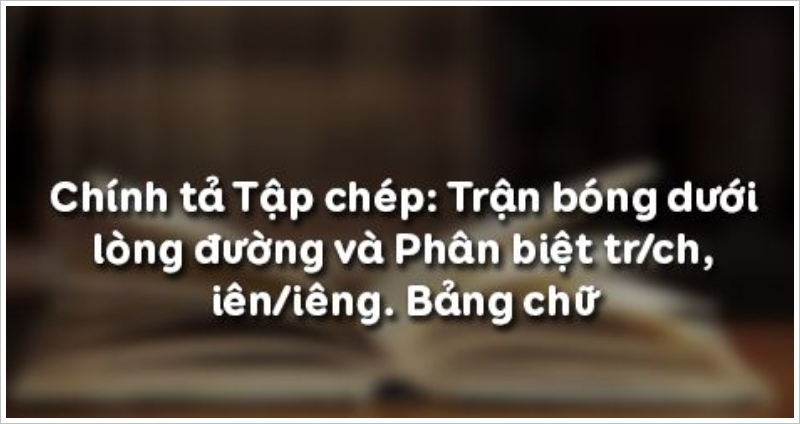 Chính tả Tập chép: Trận bóng dưới
lòng đường và Phân biệt tr/ch,
iên/iêng. Bảng chữ